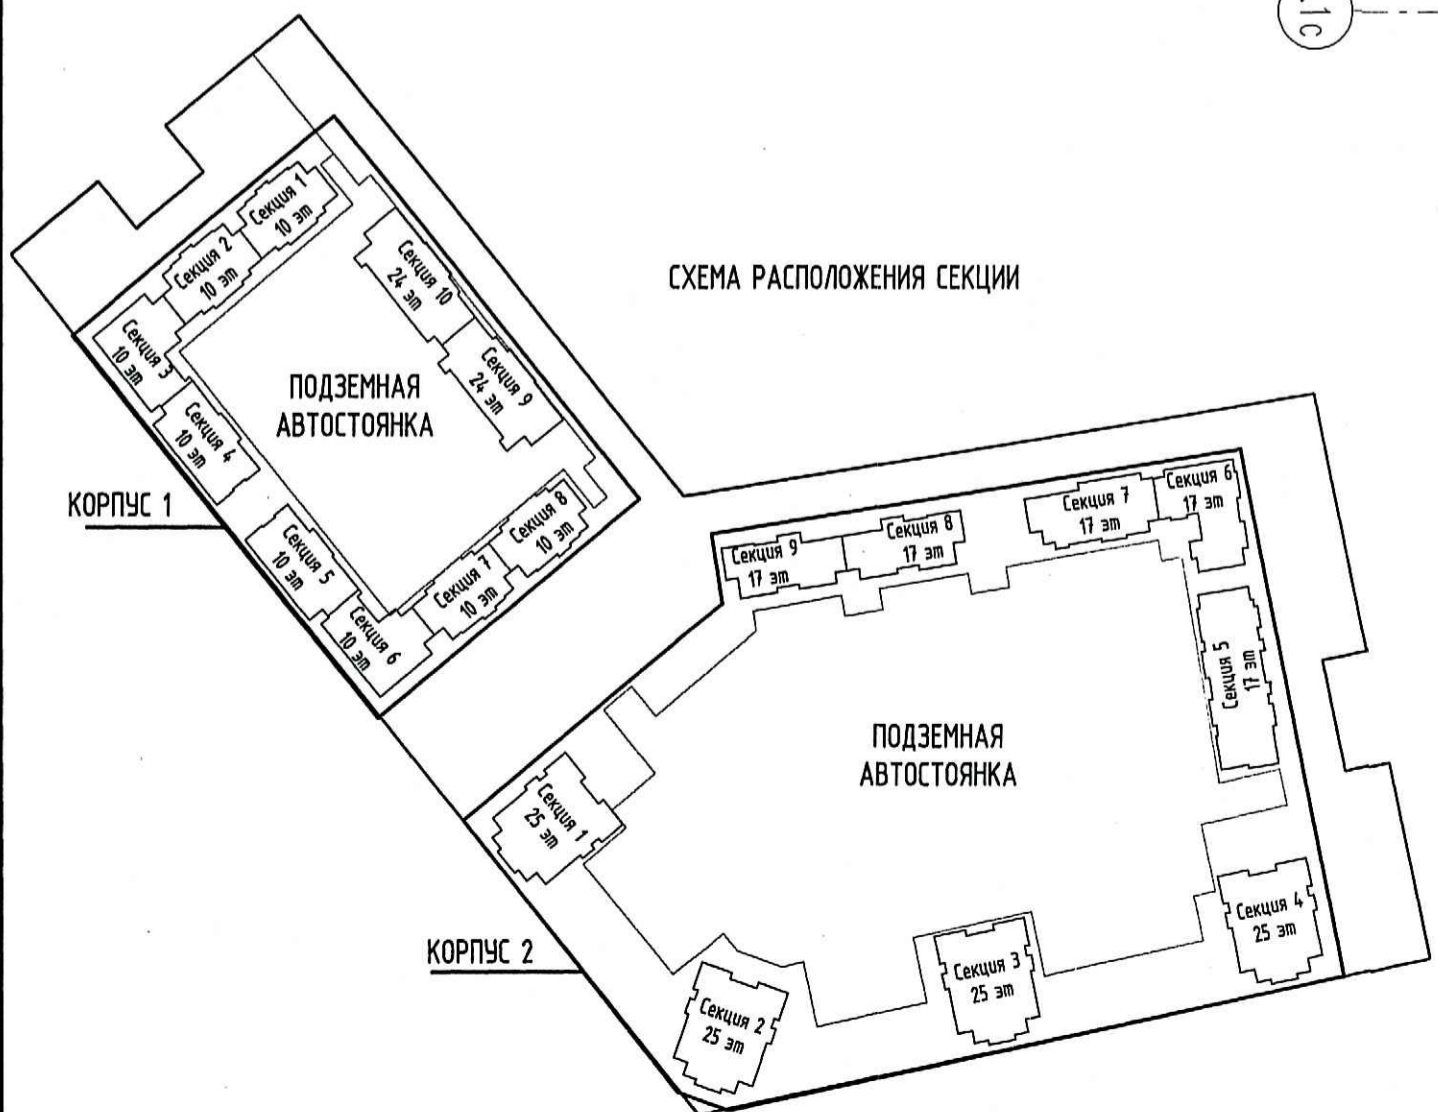 1с
Секция 1
10 эт
Секция 2
10 эт
Секция 3
10 эт
Секция 4
10 эт
Секция 5
10 эт
Секция 6
10 эт
Секция 7
10 эт
Секция 8
10 эт
Секция 9
24 эт
Секция 10
24 эт
ПОДЗЕМНАЯ
АВТОСТОЯНКА
КОРПУС 1
СХЕМА РАСПОЛОЖЕНИЯ СЕКЦИИ
Секция 9
17 эт
Секция 8
17 эт
Секция 7
17 эт
Секция 6
17 эт
Секция 5
17 эт
ПОДЗЕМНАЯ
АВТОСТОЯНКА
Секция 1
25 эт
Секция 2
25 эт
Секция 3
25 эт
Секция 4
25 эт
КОРПУС 2